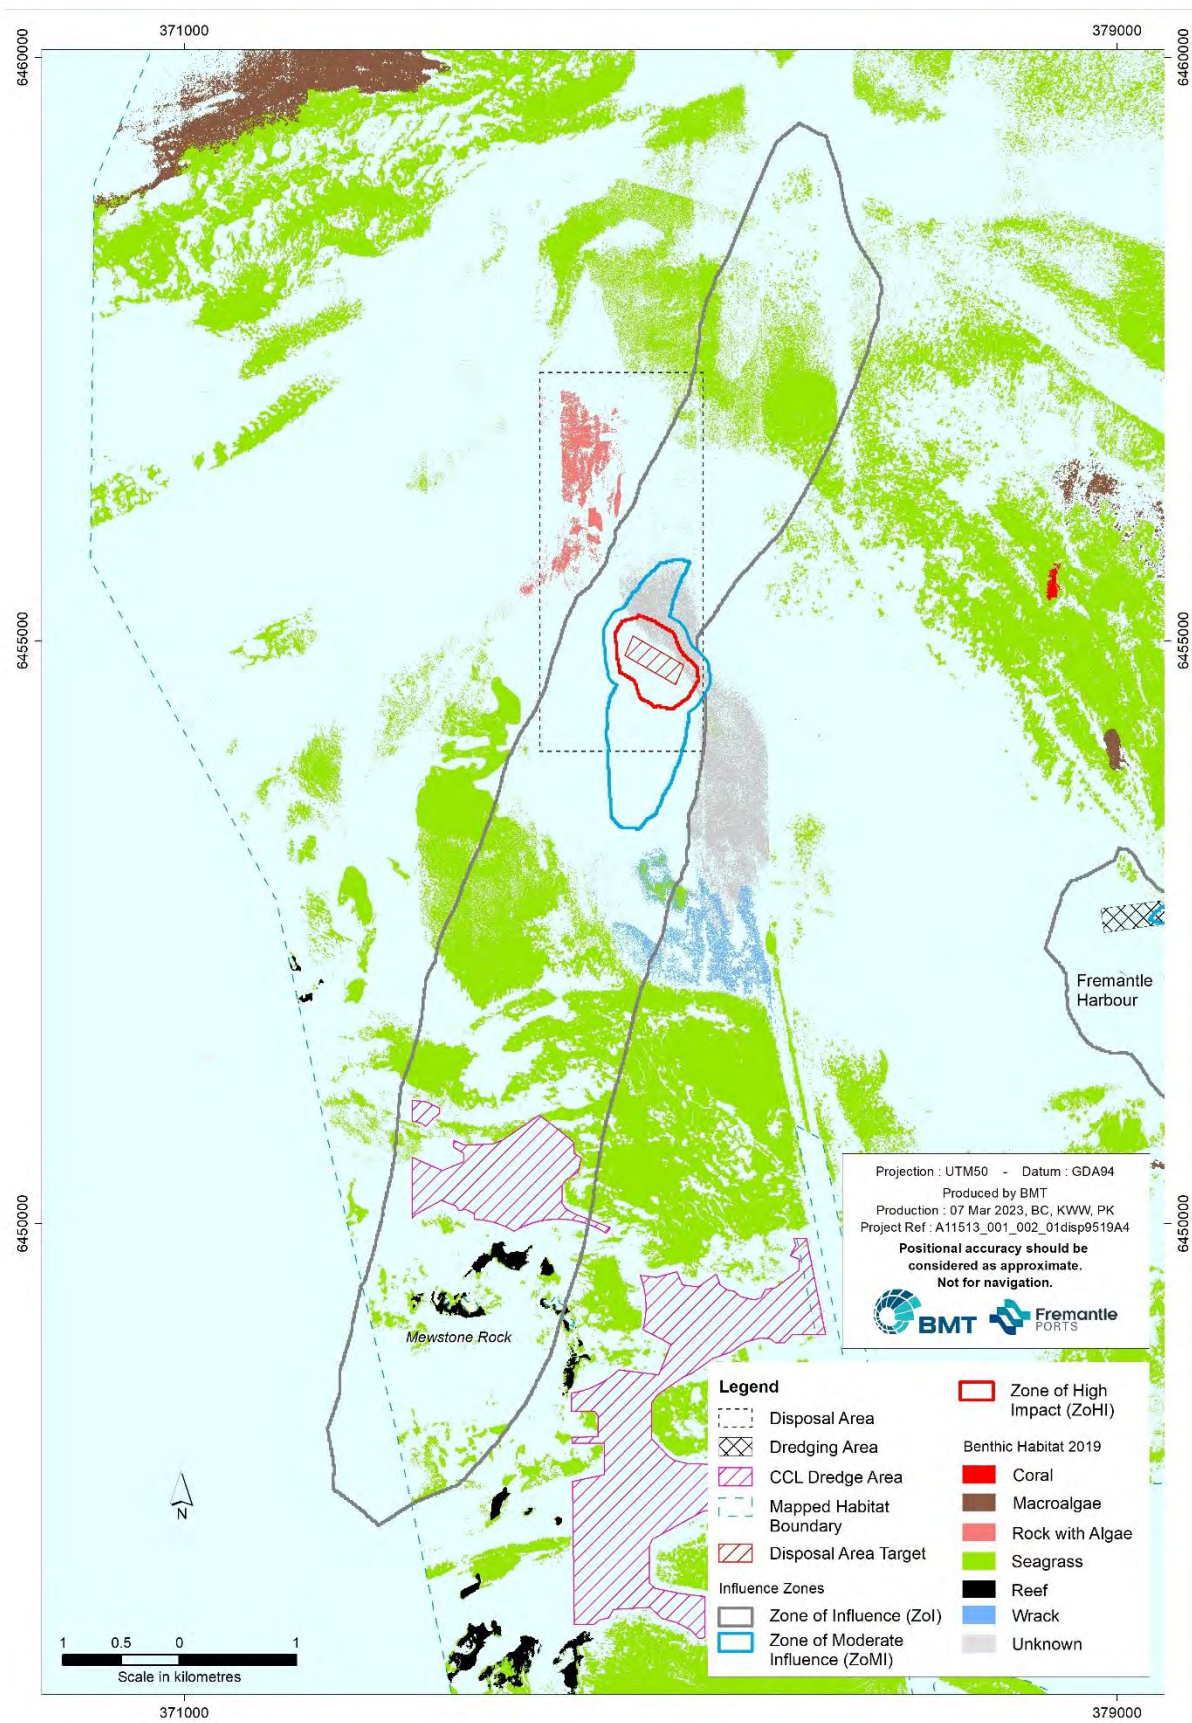 371000
379000
6460000
6460000
6455000
6455000
Fremantle
Harbour
6450000
6450000
Projection : UTM50 - Datum : GDA94
Produced by BMT
Production : 07 Mar 2023, BC, KWW, PK
Project Ref : A11513_001_002_01disp9519A4
Positional accuracy should be
considered as approximate.
Not for navigation.
BMT
Fremantle
PORTS
Mewstone Rock
Legend
Disposal Area
Dredging Area
CCL Dredge Area
Mapped Habitat
Boundary
Disposal Area Target
Influence Zones
Zone of Influence (ZoI)
Zone of Moderate
Influence (ZoMI)
Zone of High
Impact (ZoHI)
Benthic Habitat 2019
Coral
Macroalgae
Rock with Algae
Seagrass
Reef
Wrack
Unknown
N
1 0.5 0 1
Scale in kilometres
371000
379000